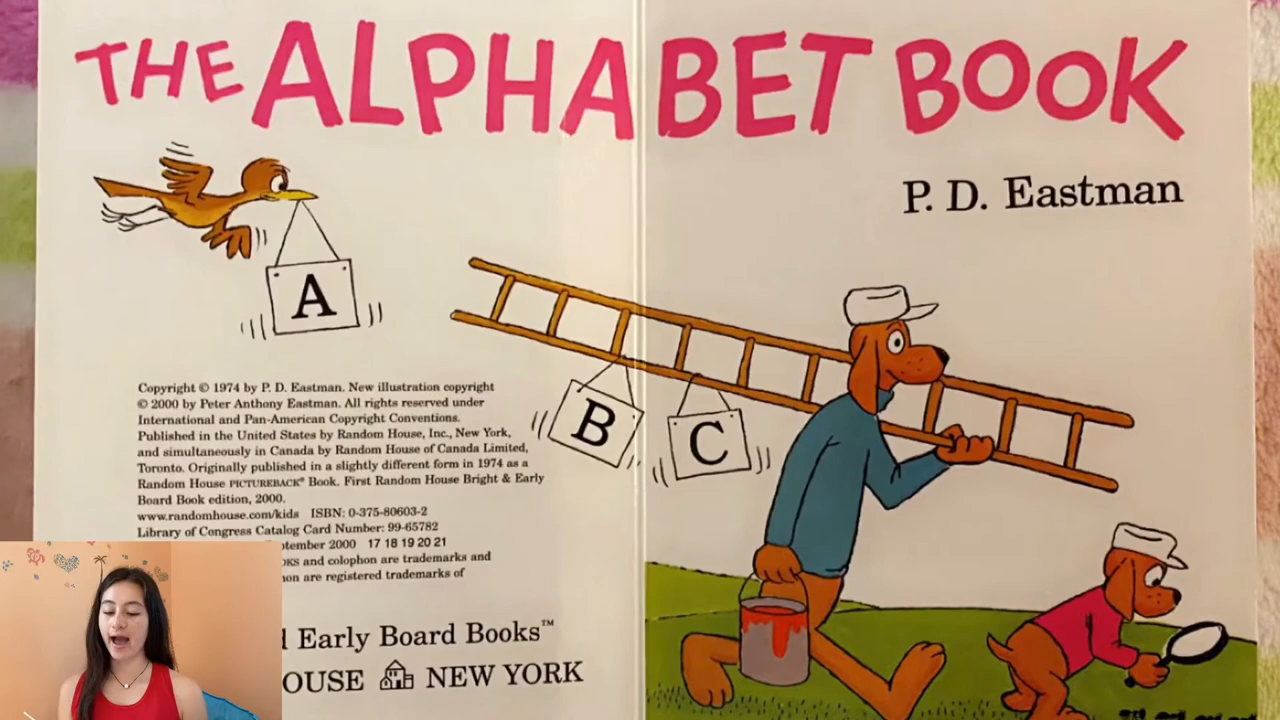 THE ALPHABET BOOK
P. D. Eastman
A
B
C
Copyright © 1974 by P. D. Eastman. New illustration copyright
© 2000 by Peter Anthony Eastman. All rights reserved under
International and Pan-American Copyright Conventions.
Published in the United States by Random House, Inc., New York,
and simultaneously in Canada by Random House of Canada Limited,
Toronto. Originally published in a slightly different form in 1974 as a
Random House PICTUREBACK® Book. First Random House Bright & Early
Board Book edition, 2000.
www.randomhouse.com/kids ISBN: 0-375-80603-2
Library of Congress Catalog Card Number: 99-65782
2000 17 18 19 20 21
and colophon are trademarks and
are registered trademarks of
Early Board Books™
NEW YORK